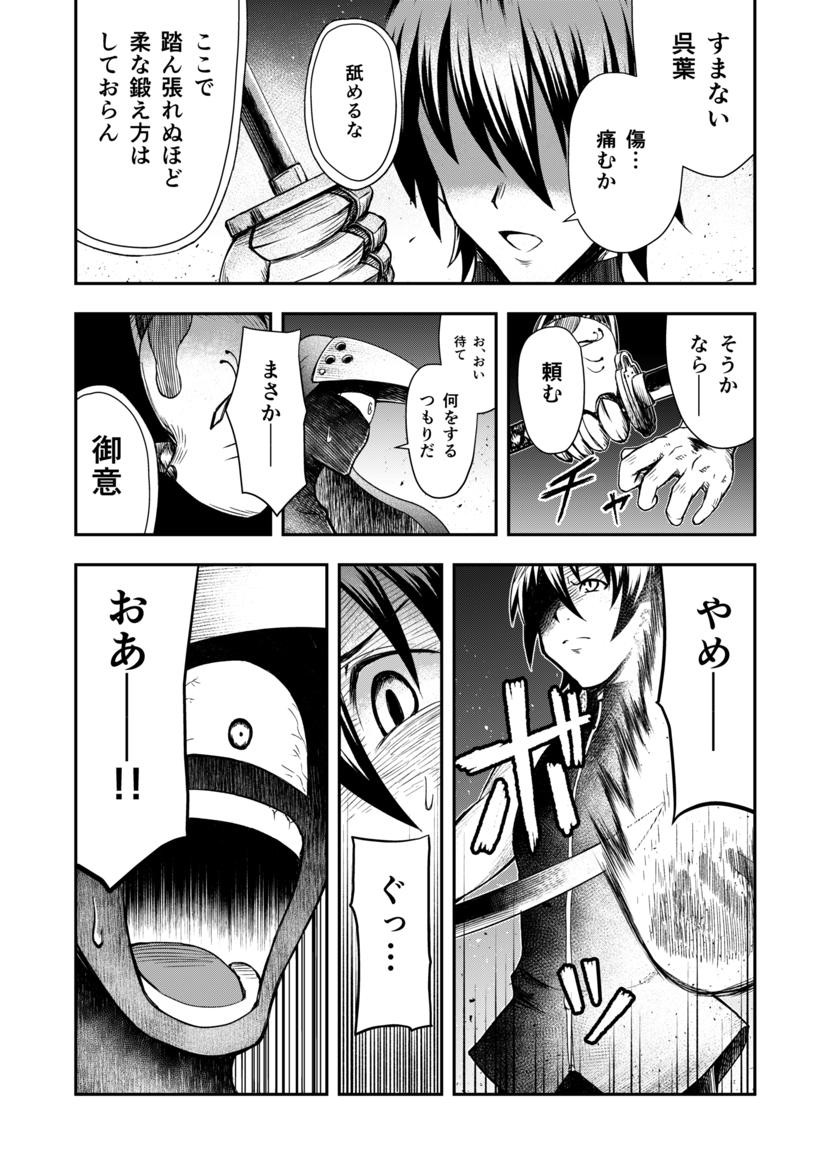 すまない
呉葉
傷…
痛むか
舐めるな
ここで
踏ん張れぬほど
柔な鍛え方は
しておらん
そうか
なら──
頼む
チャ
お、おい
待て
何をする
つもりだ
まさか──
御意
やめ──
ボッ
ぐっ…
おあ──!!